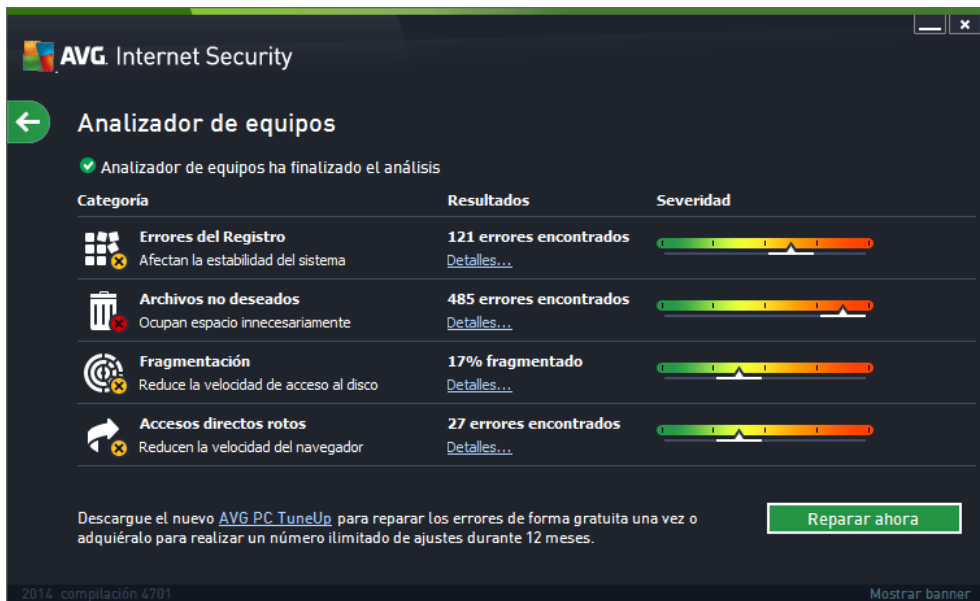 AVG. Internet Security
Analizador de equipos
Analizador de equipos ha finalizado el análisis
Categoría Resultados Severidad
Errores del Registro 121 errores encontrados
Afectan la estabilidad del sistema Detalles...
Archivos no deseados 485 errores encontrados
Ocupan espacio innecesariamente Detalles...
Fragmentación 17% fragmentado
Reduce la velocidad de acceso al disco Detalles...
Accesos directos rotos 27 errores encontrados
Reducen la velocidad del navegador Detalles...
Descargue el nuevo AVG PC TuneUp para reparar los errores de forma gratuita una vez o
adquiéralo para realizar un número ilimitado de ajustes durante 12 meses.
Reparar ahora
2014 compilación 4701 Mostrar banner